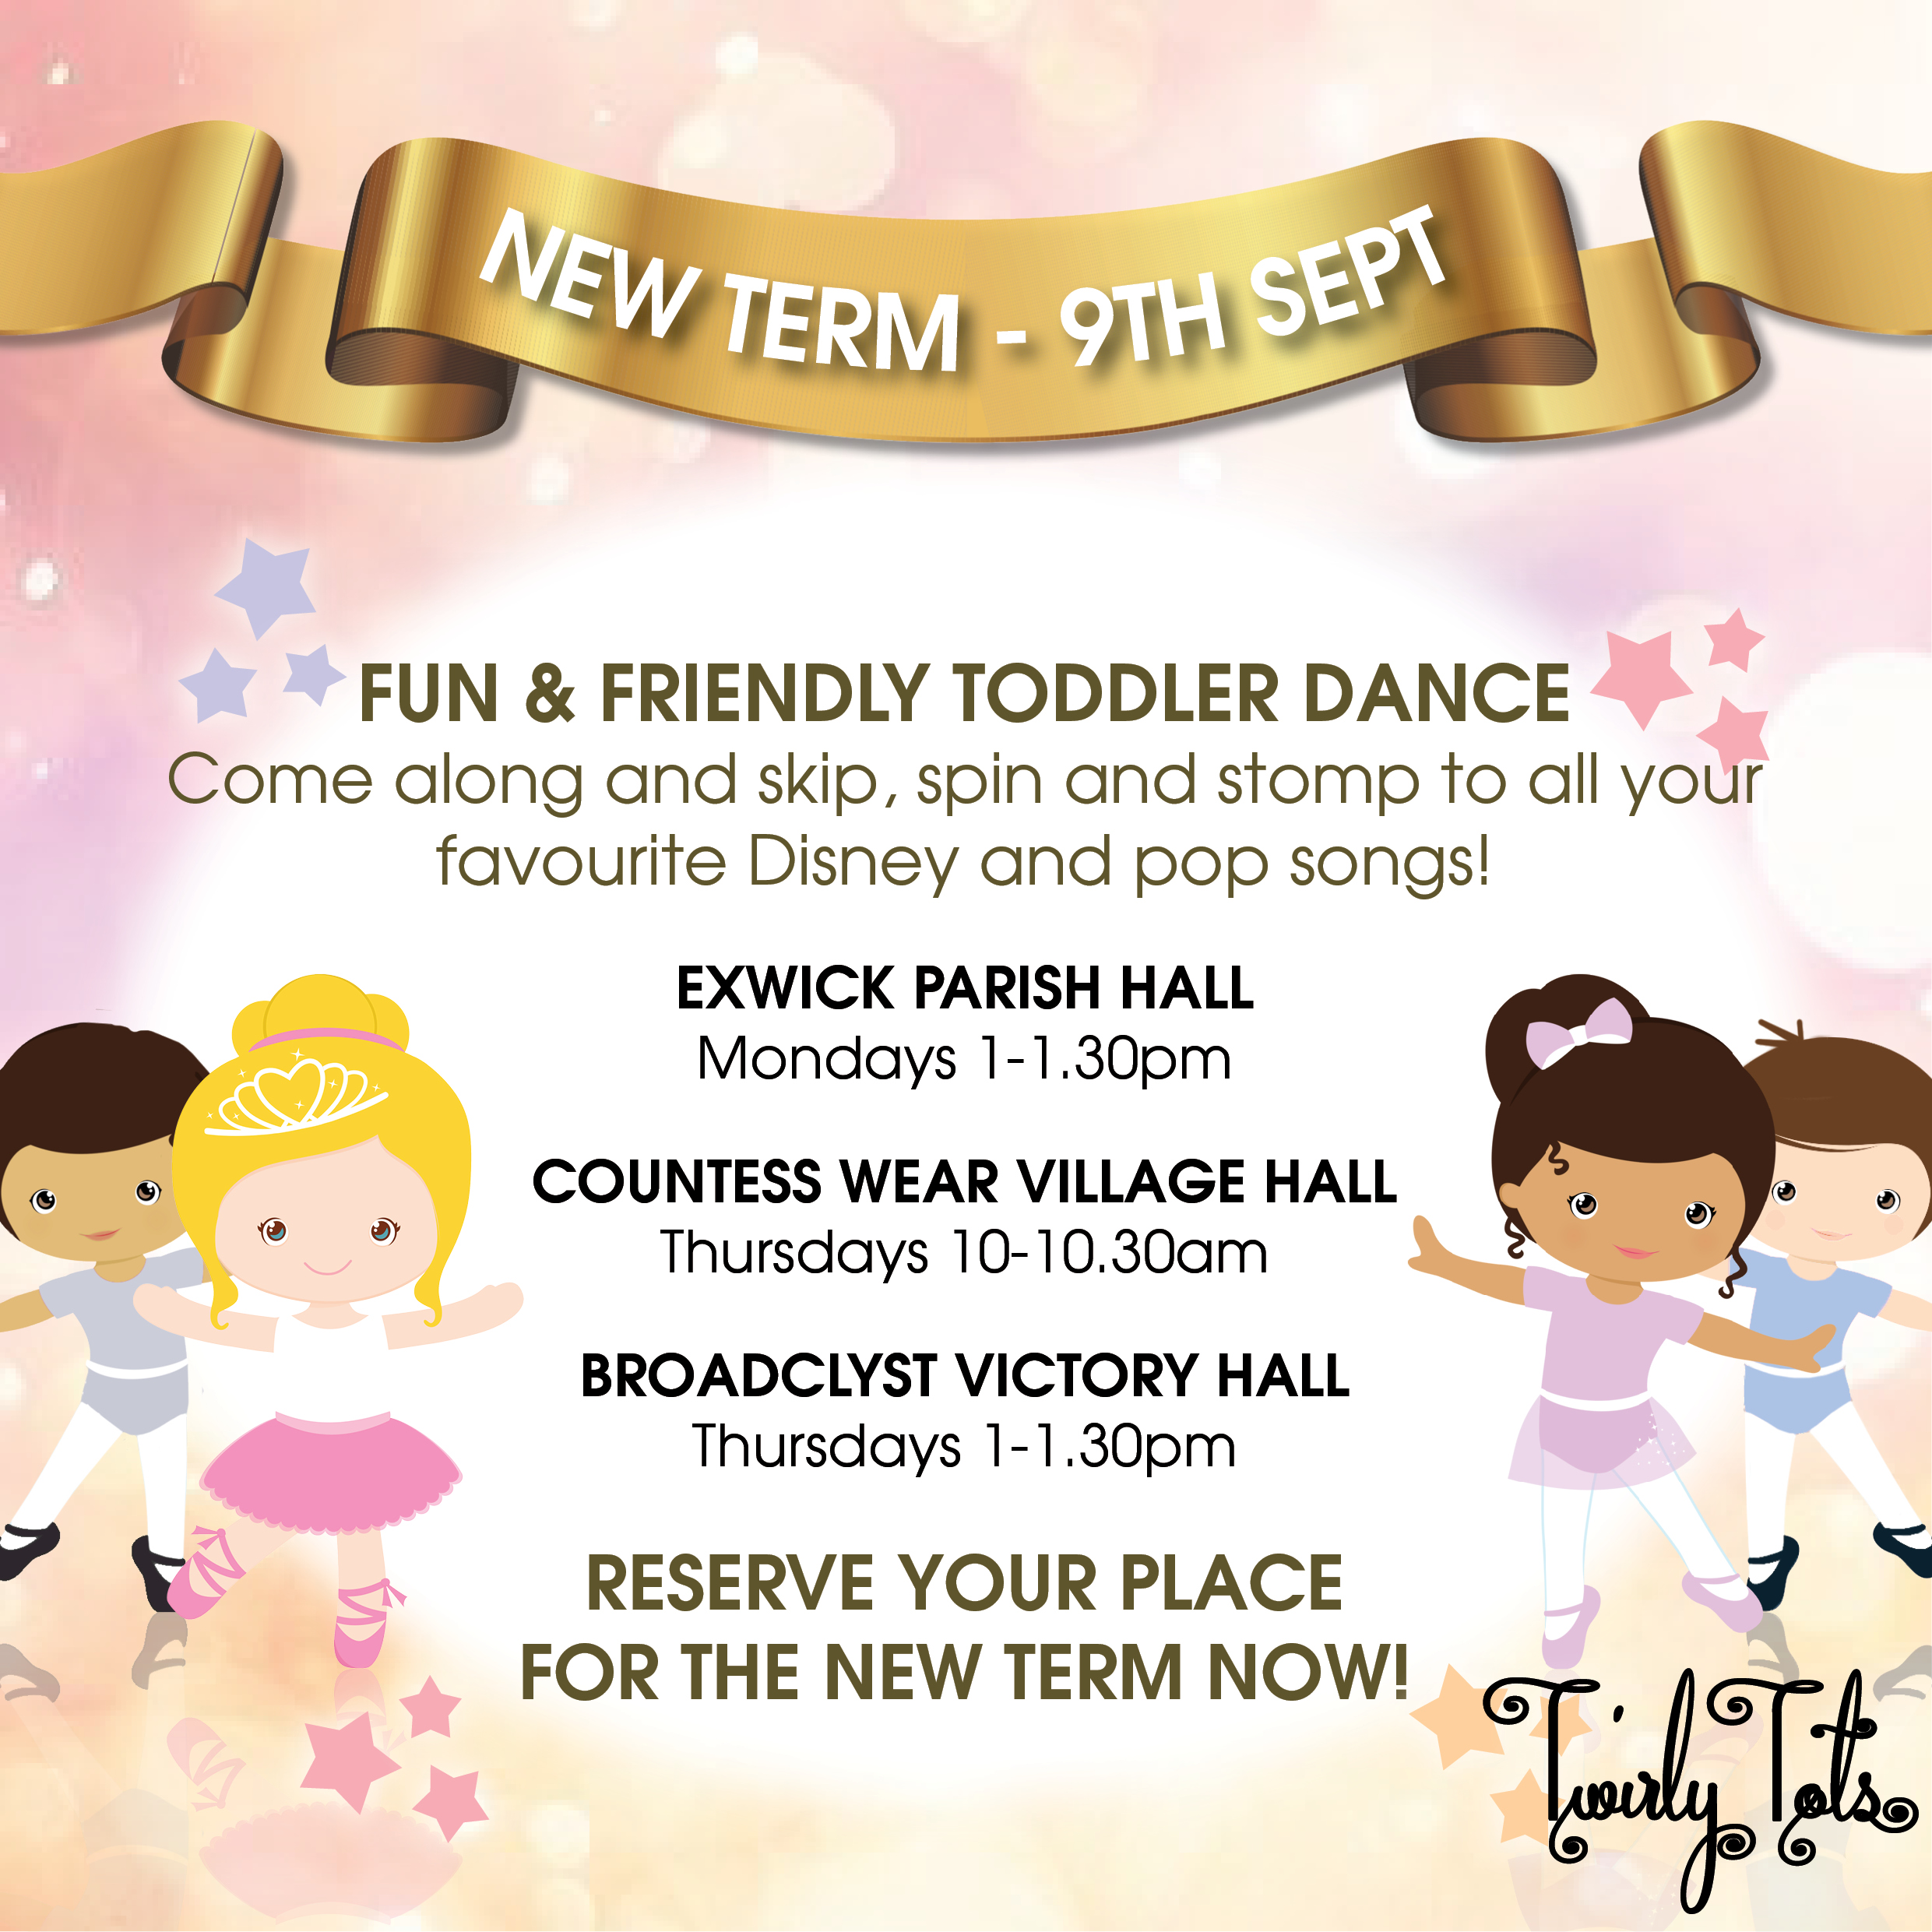 NEW TERM - 9TH SEPT
FUN & FRIENDLY TODDLER DANCE
Come along and skip, spin and stomp to all your
favourite Disney and pop songs!
EXWICK PARISH HALL
Mondays 1-1.30pm
COUNTESS WEAR VILLAGE HALL
Thursdays 10-10.30am
BROADCLYST VICTORY HALL
Thursdays 1-1.30pm
RESERVE YOUR PLACE
FOR THE NEW TERM NOW!
Twirly Tots